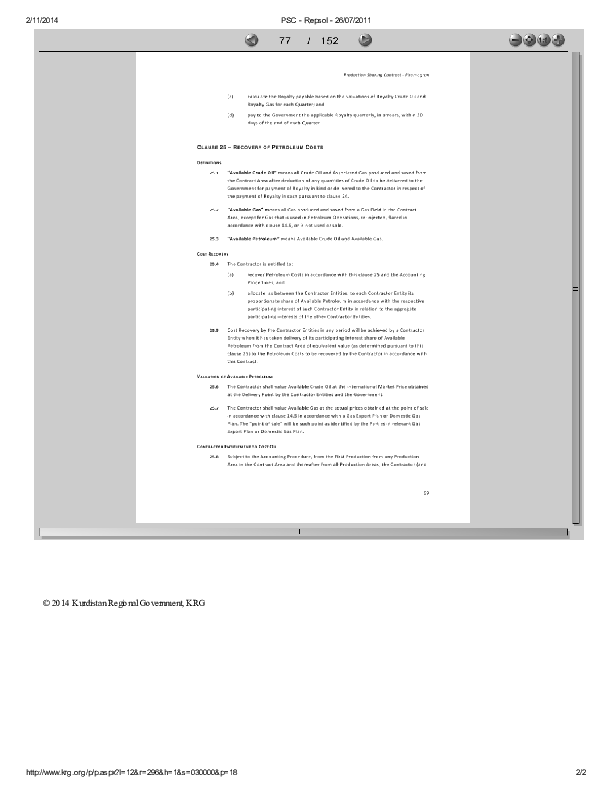 2/11/2014
PSC - Repsol - 26/07/2011
77 / 152
Production Sharing Contract -
(i) calculate the Royalty payable based on the valuations of Royalty Crude Oil and
Royalty Gas for each Quarter; and
(ii) pay to the Government the applicable Royalty quarterly, in arrears, within 30
days of the end of each Quarter.
CLAUSE 25 – RECOVERY OF PETROLEUM COSTS
DEFINITIONS
25.1 "Available Crude Oil" means all Crude Oil and Associated Gas produced and saved from
the Contract Area after deduction of any quantities of Crude Oil to be delivered to the
Government for payment of Royalty in kind or delivered to the Contractor in respect of
the payment of Royalty in cash pursuant to clause 24.
25.2 "Available Gas" means all Gas produced and saved from a Gas Field in the Contract
Area, except for Gas that is used in Petroleum Operations, re-injected, flared in
accordance with clause 14.6, or is not used or sold.
25.3 "Available Petroleum" means Available Crude Oil and Available Gas.
COST RECOVERY
25.4 The Contractor is entitled to:
(a) recover Petroleum Costs in accordance with this clause 25 and the Accounting
Procedures; and
(b) allocate, as between the Contractor Entities, to each Contractor Entity its
proportionate share of Available Petroleum in accordance with the respective
participating interest of each Contractor Entity in relation to the aggregate
participating interests of the other Contractor Entities.
25.5 Cost Recovery by the Contractor Entities in any period will be achieved by a Contractor
Entity when it has taken delivery of its participating interest share of Available
Petroleum from the Contract Area of equivalent value (as determined pursuant to this
clause 25) to the Petroleum Costs to be recovered by the Contractor in accordance with
this Contract.
VALUATION OF AVAILABLE PETROLEUM
25.6 The Contractor shall value Available Crude Oil at the International Market Price obtained
at the Delivery Point by the Contractor Entities and the Government.
25.7 The Contractor shall value Available Gas at the actual prices obtained at the point of sale
in accordance with clause 14.8 in accordance with a Gas Export Plan or Domestic Gas
Plan. The "point of sale" will be such point as identified by the Parties in relevant Gas
Export Plan or Domestic Gas Plan.
CONTRACTOR ENTITLEMENT TO COST OIL
25.8 Subject to the Accounting Procedure, from the First Production from any Production
Area in the Contract Area and thereafter from all Production Areas, the Contractor (and
69
© 2014 Kurdistan Regional Government, KRG
http://www.krg.org/p/p.aspx?l=12&r=296&h=1&s=030000&p=18
2/2